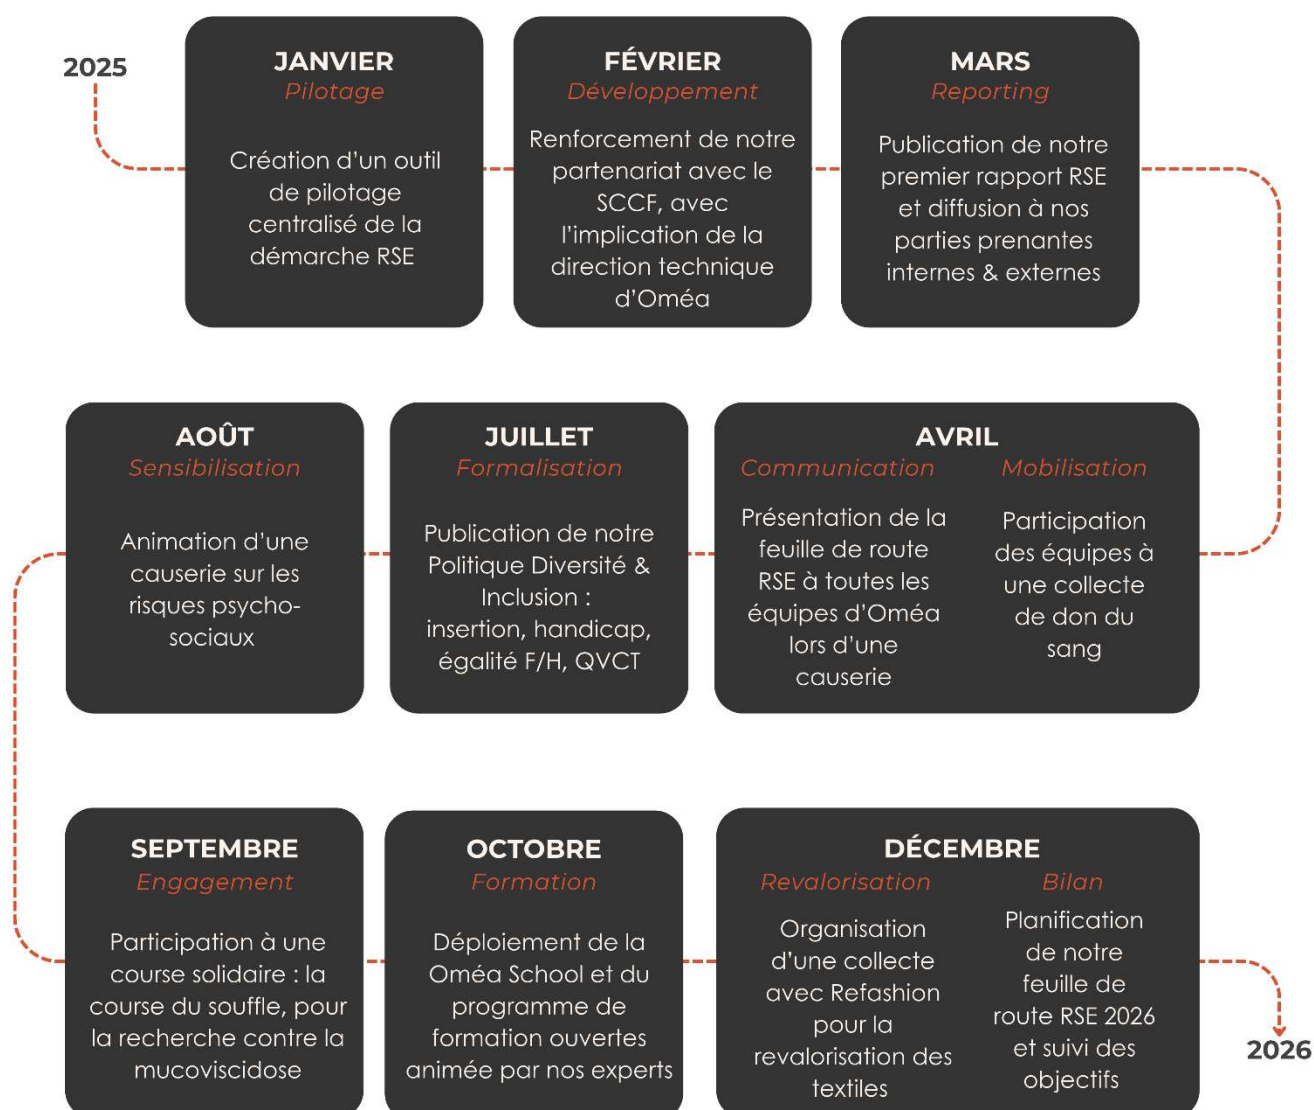 2025
JANVIER
Pilotage
Création d'un outil
de pilotage
centralisé de la
démarche RSE
FÉVRIER
Développement
Renforcement de notre
partenariat avec le
SCCF, avec
l'implication de la
direction technique
d'Oméa
MARS
Reporting
Publication de notre
premier rapport RSE
et diffusion à nos
parties prenantes
internes & externes
AVRIL
Communication
Présentation de la
feuille de route
RSE à toutes les
équipes d'Oméa
lors d'une
causerie
Mobilisation
Participation
des équipes à
une collecte
de don du
sang
JUILLET
Formalisation
Publication de notre
Politique Diversité &
Inclusion :
insertion, handicap,
égalité F/H, QVCT
AOÛT
Sensibilisation
Animation d'une
causerie sur les
risques psycho-
sociaux
SEPTEMBRE
Engagement
Participation à une
course solidaire : la
course du souffle, pour
la recherche contre la
mucoviscidose
OCTOBRE
Formation
Déploiement de la
Oméa School et du
programme de
formation ouvertes
animée par nos experts
DÉCEMBRE
Revalorisation
Organisation
d'une collecte
avec Refashion
pour la
revalorisation des
textiles
Bilan
Planification
de notre
feuille de
route RSE 2026
et suivi des
objectifs
2026